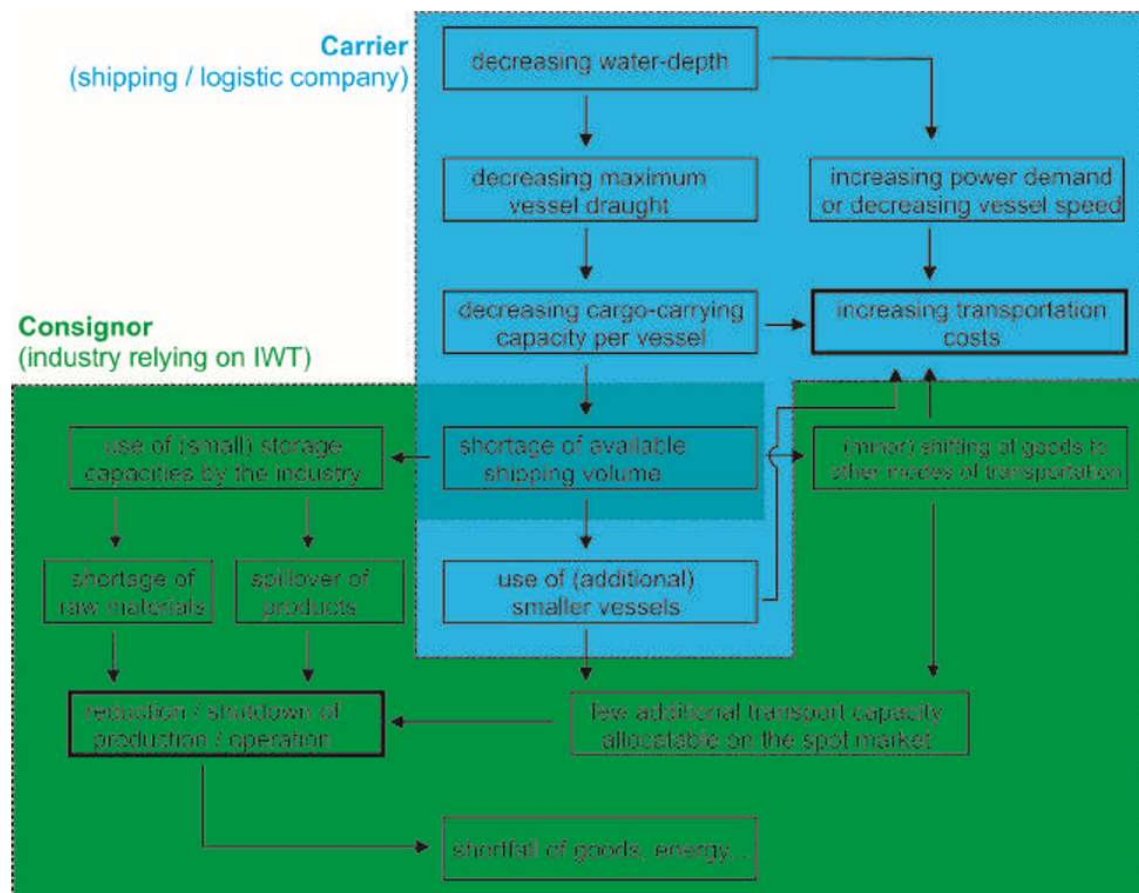 Carrier
(shipping / logistic company)
decreasing water-depth
decreasing maximum
vessel draught
increasing power demand
or decreasing vessel speed
decreasing cargo-carrying
capacity per vessel
increasing transportation
costs
Consignor
(industry relying on IWT)
use of (small) storage
capacities by the industry
shortage of available
shipping volume
(minor) shifting of goods to
other modes of transportation
shortage of
raw materials
spillover of
products
use of (additional)
smaller vessels
reduction / shutdown of
production / operation
few additional transport capacity
allocatable on the spot market
shortfall of goods, energy...